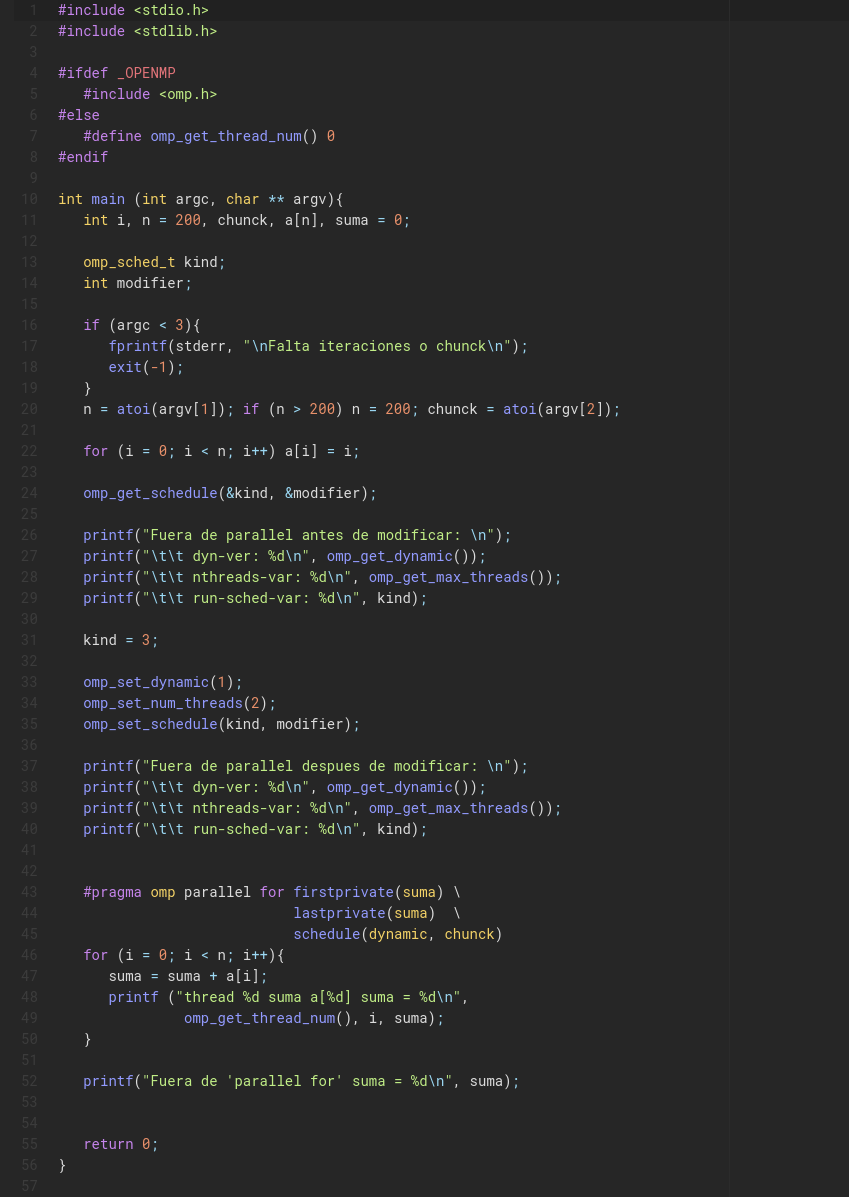 1 #include <stdio.h>
2 #include <stdlib.h>
3
4 #ifdef _OPENMP
5    #include <omp.h>
6 #else
7    #define omp_get_thread_num() 0
8 #endif
9
10 int main (int argc, char ** argv){
11    int i, n = 200, chunck, a[n], suma = 0;
12
13    omp_sched_t kind;
14    int modifier;
15
16    if (argc < 3){
17       fprintf(stderr, "\nFalta iteraciones o chunck\n");
18       exit(-1);
19    }
20    n = atoi(argv[1]); if (n > 200) n = 200; chunck = atoi(argv[2]);
21
22    for (i = 0; i < n; i++) a[i] = i;
23
24    omp_get_schedule(&kind, &modifier);
25
26    printf("Fuera de parallel antes de modificar: \n");
27    printf("\t\t dyn-ver: %d\n", omp_get_dynamic());
28    printf("\t\t nthreads-var: %d\n", omp_get_max_threads());
29    printf("\t\t run-sched-var: %d\n", kind);
30
31    kind = 3;
32
33    omp_set_dynamic(1);
34    omp_set_num_threads(2);
35    omp_set_schedule(kind, modifier);
36
37    printf("Fuera de parallel despues de modificar: \n");
38    printf("\t\t dyn-ver: %d\n", omp_get_dynamic());
39    printf("\t\t nthreads-var: %d\n", omp_get_max_threads());
40    printf("\t\t run-sched-var: %d\n", kind);
41
42
43    #pragma omp parallel for firstprivate(suma) \
44                             lastprivate(suma)  \
45                             schedule(dynamic, chunck)
46    for (i = 0; i < n; i++){
47       suma = suma + a[i];
48       printf ("thread %d suma a[%d] suma = %d\n",
49                omp_get_thread_num(), i, suma);
50    }
51
52    printf("Fuera de 'parallel for' suma = %d\n", suma);
53
54
55    return 0;
56 }
57